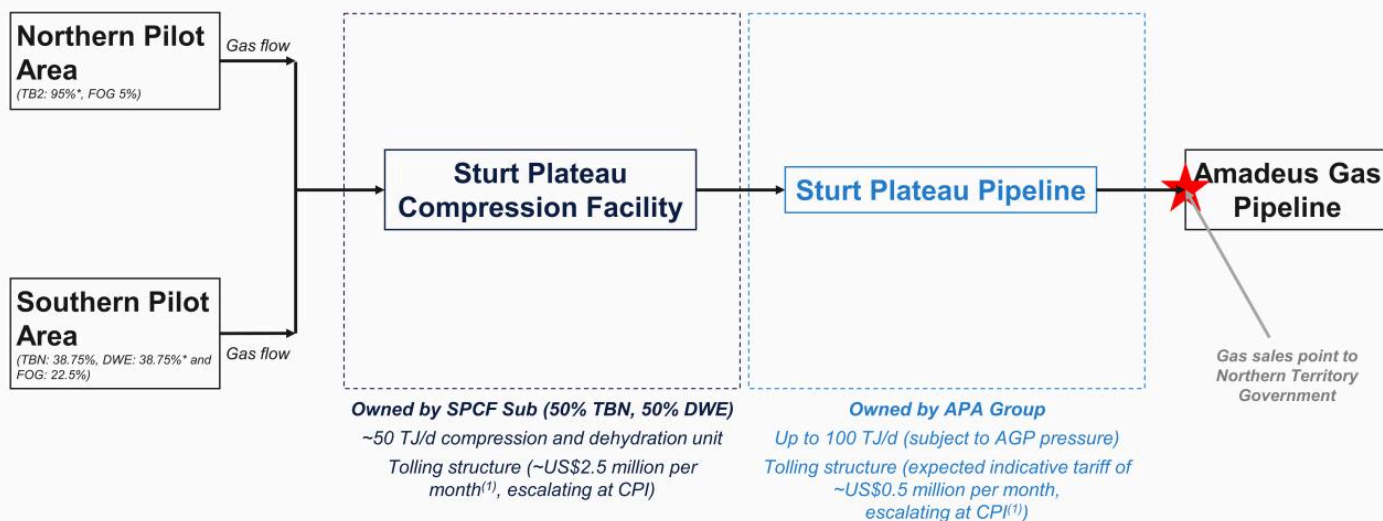 Northern Pilot
Area
(TB2: 95%*, FOG 5%)
Gas flow
Southern Pilot
Area
(TBN: 38.75%, DWE: 38.75%* and
FOG: 22.5%)
Gas flow
Sturt Plateau
Compression Facility
Owned by SPCF Sub (50% TBN, 50% DWE)
~50 TJ/d compression and dehydration unit
Tolling structure (~US$2.5 million per
month(1), escalating at CPI)
Sturt Plateau Pipeline
Owned by APA Group
Up to 100 TJ/d (subject to AGP pressure)
Tolling structure (expected indicative tariff of
~US$0.5 million per month,
escalating at CPI(1))
Amadeus Gas
Pipeline
Gas sales point to
Northern Territory
Government